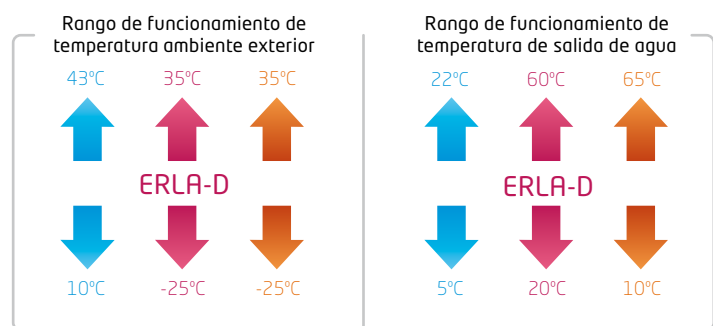 Rango de funcionamiento de
temperatura ambiente exterior
43ºC 35ºC 35ºC
ERLA-D
10ºC -25ºC -25ºC
Rango de funcionamiento de
temperatura de salida de agua
22ºC 60ºC 65ºC
ERLA-D
5ºC 20ºC 10ºC